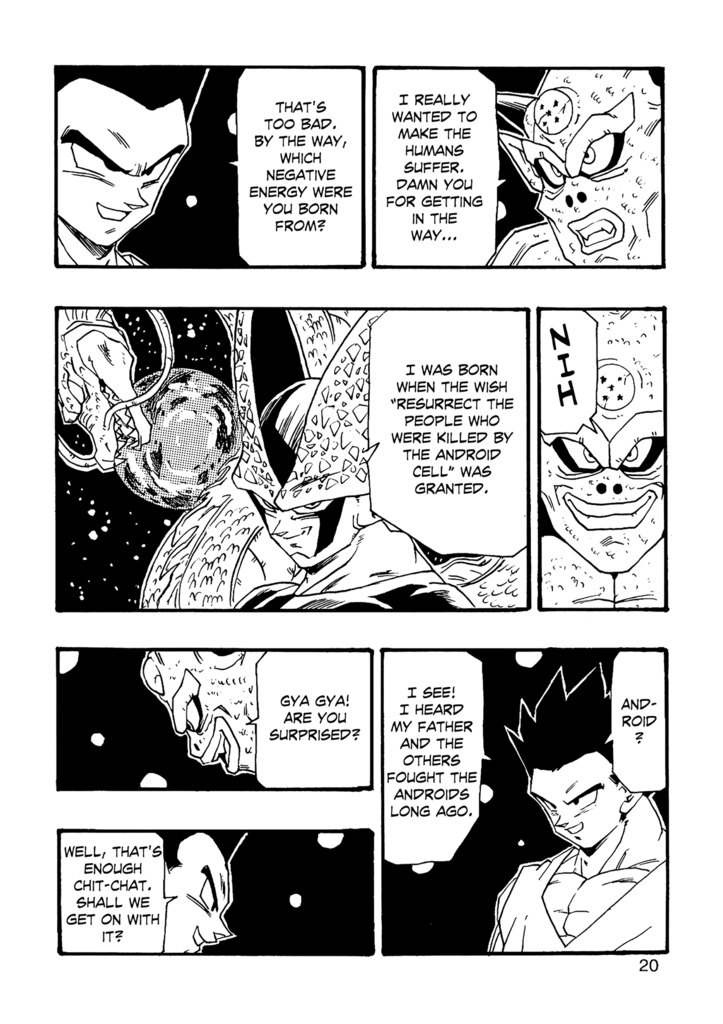 I REALLY
WANTED TO
MAKE THE
HUMANS
SUFFER.
DAMN YOU
FOR GETTING
IN THE
WAY...
THAT'S
TOO BAD.
BY THE WAY,
WHICH
NEGATIVE
ENERGY WERE
YOU BORN
FROM?
NIH
I WAS BORN
WHEN THE WISH
"RESURRECT THE
PEOPLE WHO
WERE KILLED BY
THE ANDROID
CELL" WAS
GRANTED.
AND-
ROID
?
I SEE!
I HEARD
MY FATHER
AND THE
OTHERS
FOUGHT THE
ANDROIDS
LONG AGO.
GYA GYA!
ARE YOU
SURPRISED?
WELL, THAT'S
ENOUGH
CHIT-CHAT.
SHALL WE
GET ON WITH
IT?
20